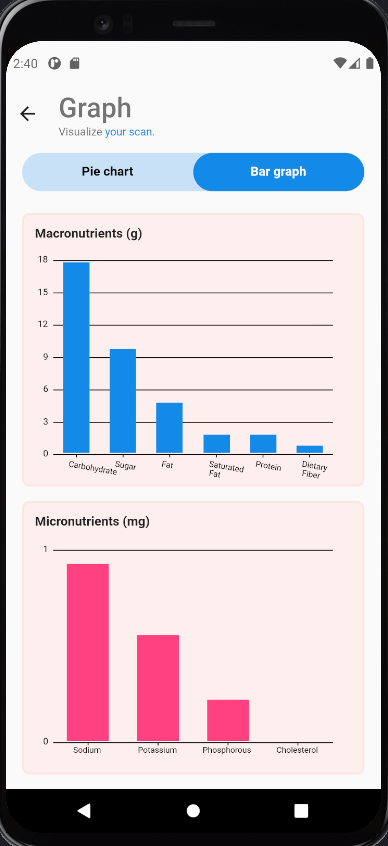 2:40
Graph
Visualize your scan.
Pie chart
Bar graph
Macronutrients (g)
18
15
12
9
6
3
0
Carbohydrate
Sugar
Fat
Saturated
Fat
Protein
Dietary
Fiber
Micronutrients (mg)
1
0
Sodium
Potassium
Phosphorous
Cholesterol